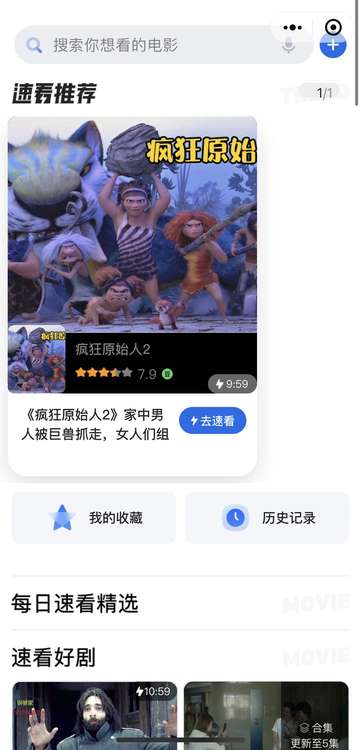 搜索你想看的电影
速看推荐
1/1
疯狂原始
疯狂原始人2
7.9
9:59
《疯狂原始人2》家中男
人被巨兽抓走，女人们组
去速看
我的收藏
历史记录
每日速看精选
MOVIE
速看好剧
MOVIE
10:59
合集
更新至5集